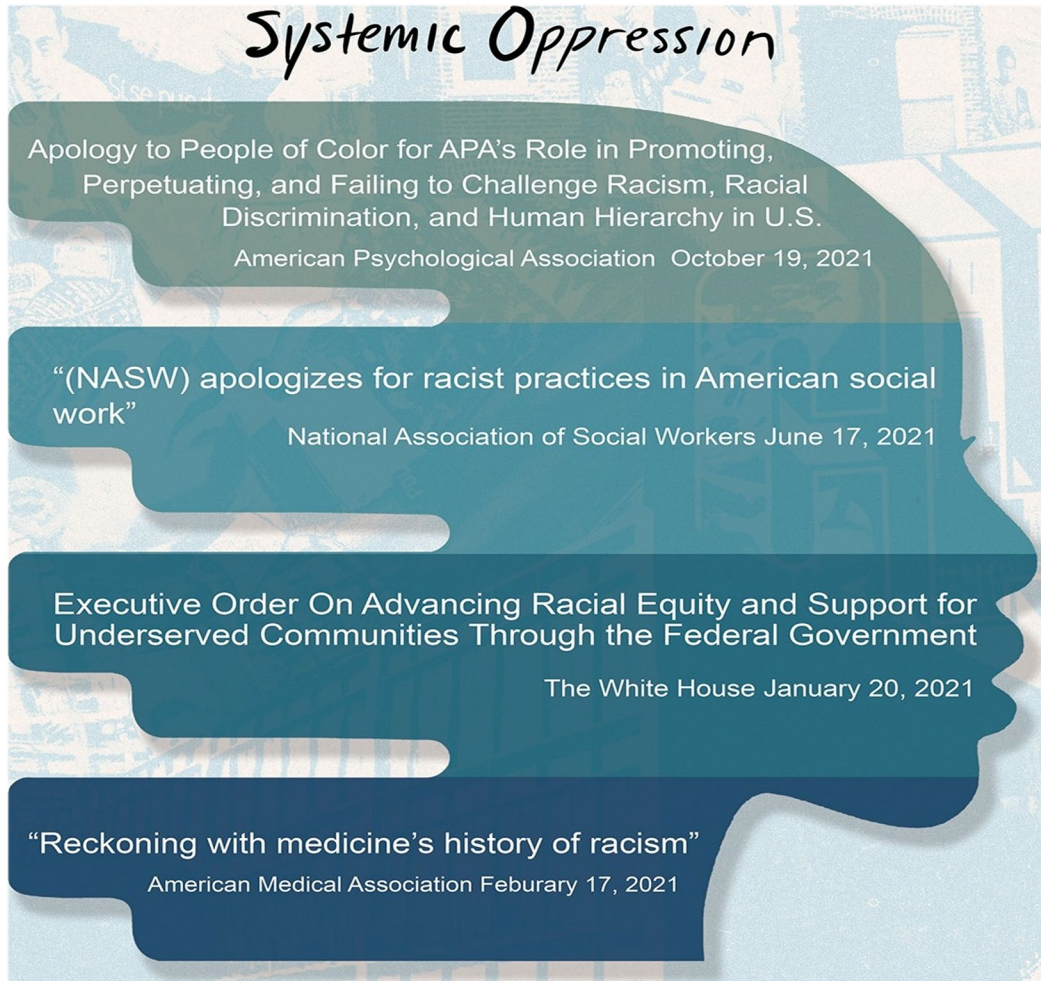 Systemic Oppression
Si se puede
Apology to People of Color for APA's Role in Promoting,
Perpetuating, and Failing to Challenge Racism, Racial
Discrimination, and Human Hierarchy in U.S.
American Psychological Association October 19, 2021
“(NASW) apologizes for racist practices in American social
work”
National Association of Social Workers June 17, 2021
Executive Order On Advancing Racial Equity and Support for
Underserved Communities Through the Federal Government
The White House January 20, 2021
“Reckoning with medicine's history of racism”
American Medical Association Feburary 17, 2021